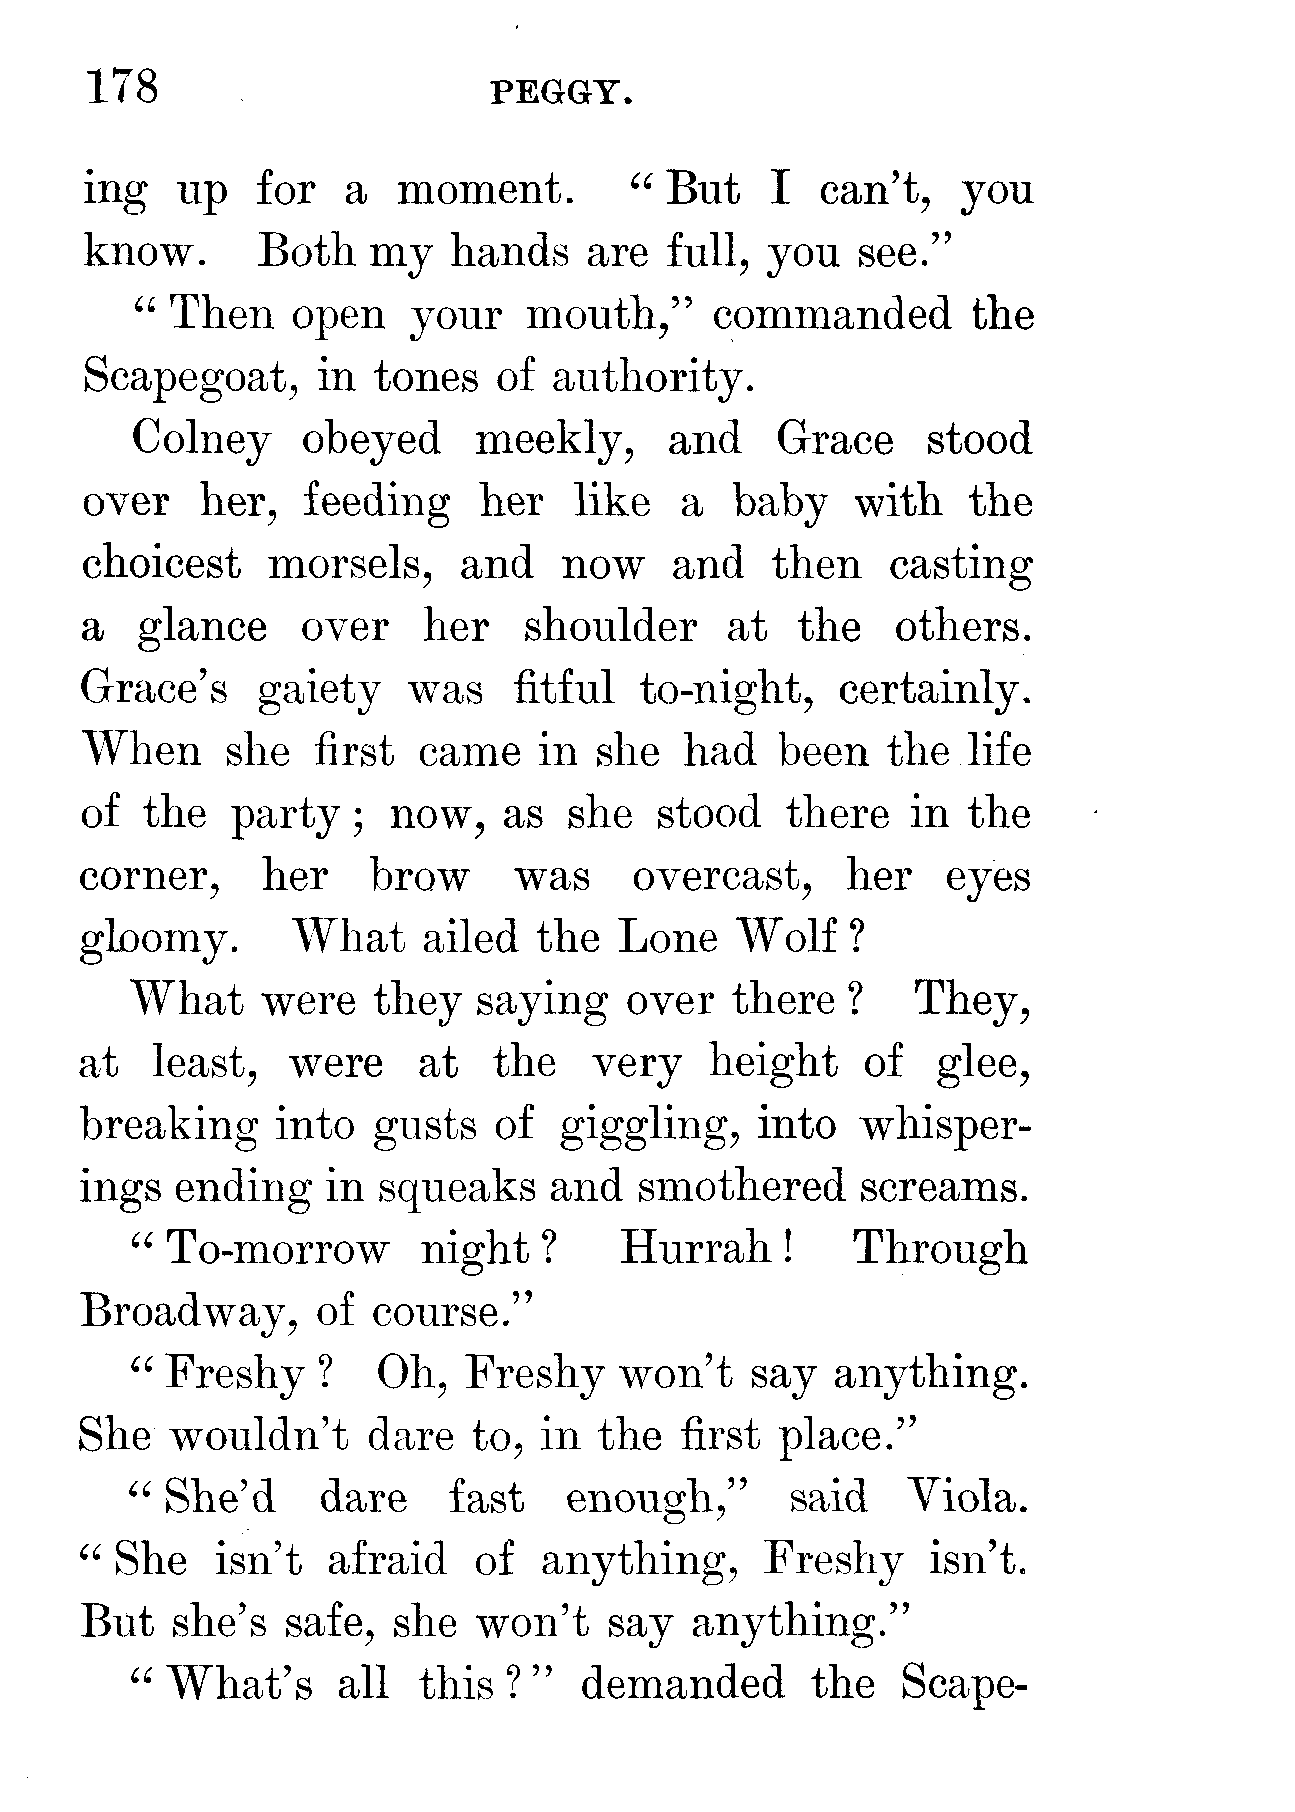 178 PEGGY.
ing up for a moment. “ But I can’t, you
know. Both my hands are full, you see.”
“ Then open your mouth,” commanded the
Scapegoat, in tones of authority.
Colney obeyed meekly, and Grace stood
over her, feeding her like a baby with the
choicest morsels, and now and then casting
a glance over her shoulder at the others.
Grace’s gaiety was fitful to-night, certainly.
When she first came in she had been the life
of the party ; now, as she stood there in the
corner, her brow was overcast, her eyes
gloomy. What ailed the Lone Wolf ?
What were they saying over there ? They,
at least, were at the very height of glee,
breaking into gusts of giggling, into whisper-
ings ending in squeaks and smothered screams.
“ To-morrow night ? Hurrah ! Through
Broadway, of course.”
“ Freshy ? Oh, Freshy won’t say anything.
She wouldn’t dare to, in the first place.”
“ She’d dare fast enough,” said Viola.
“ She isn’t afraid of anything, Freshy isn’t.
But she’s safe, she won’t say anything.”
“ What’s all this ? ” demanded the Scape-